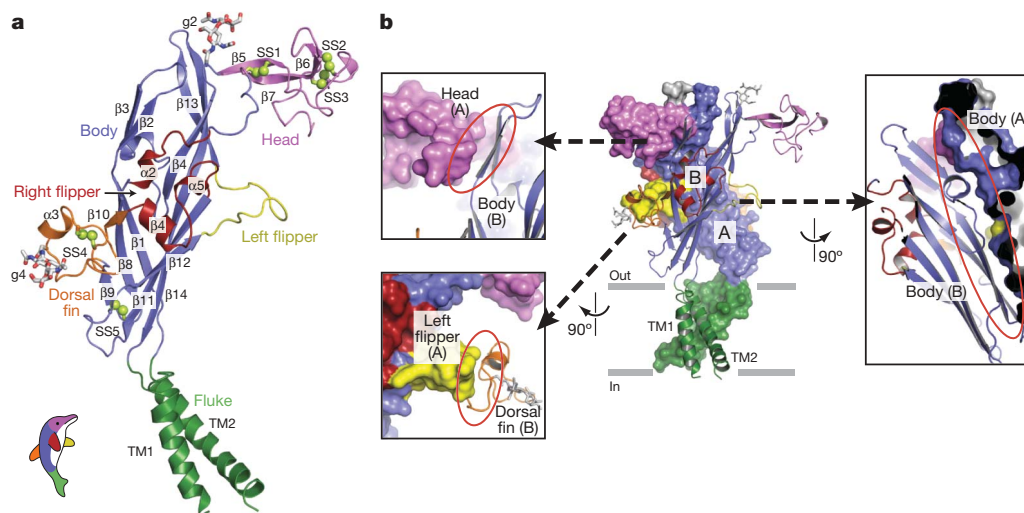 a
g2
SS1
SS2
β5
β6
β7
SS3
β3
β13
Head
Body
β2
α2
β4
α5
Right flipper
α3
β10
β4
Left flipper
SS4
β1
β12
g4
β8
Dorsal
fin
β9
β11
β14
SS5
Fluke
TM2
TM1
b
Head
(A)
Body
(B)
B
A
Body (A
Body (B)
90º
Out
90º
Left
flipper
(A)
TM1
TM2
Dorsal
fin (B)
In